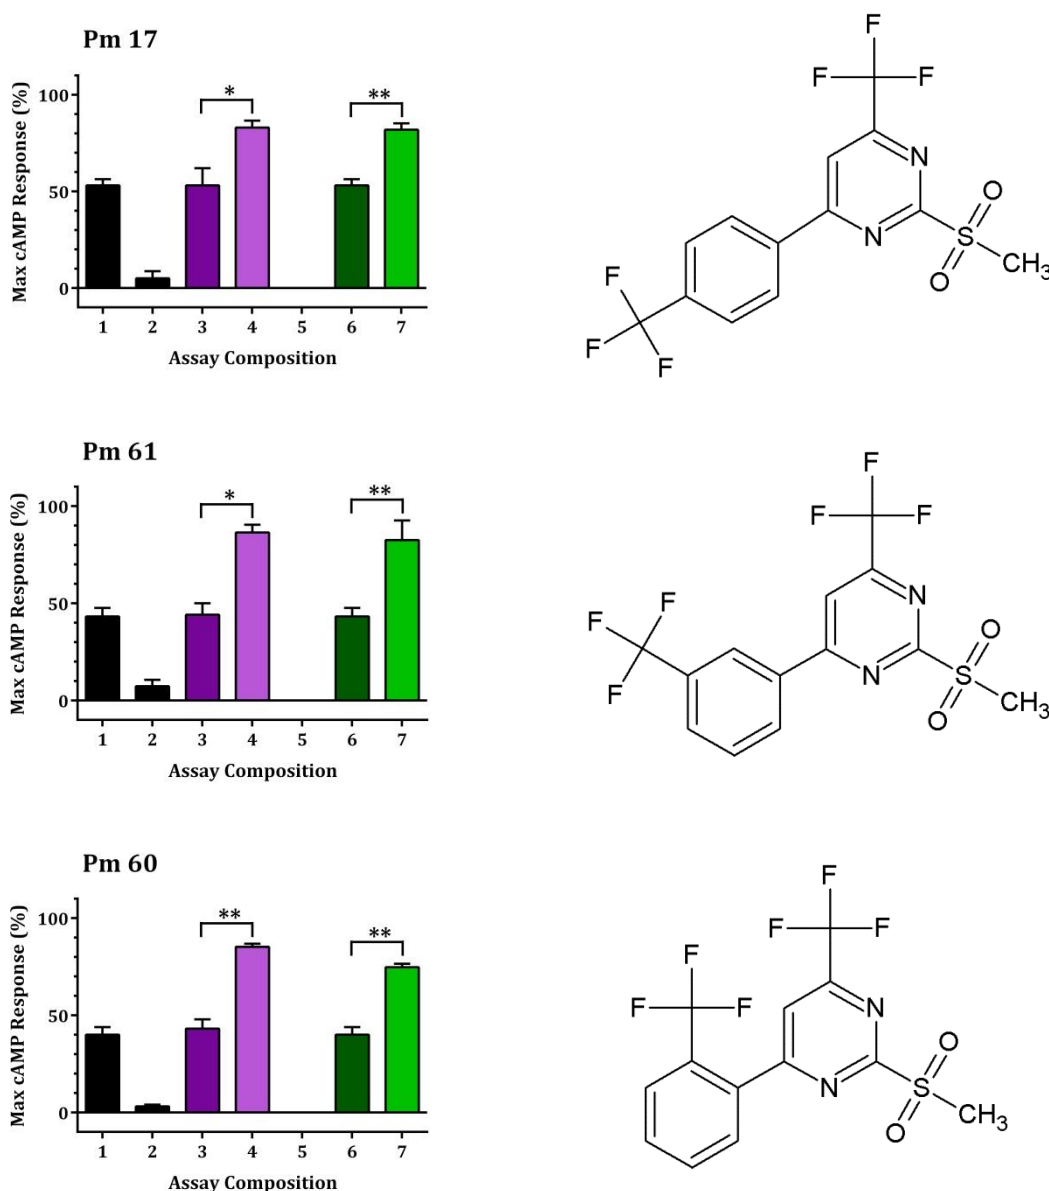 Pm 17
Max cAMP Response (%)
100
50
0
*
**
1 2 3 4 5 6 7
Assay Composition
F
F F
N
N
O
S
O
CH3
F
F
F
Pm 61
Max cAMP Response (%)
100
50
0
*
**
1 2 3 4 5 6 7
Assay Composition
F
F F
F
F
F
N
N
O
S
O
CH3
Pm 60
Max cAMP Response (%)
100
50
0
**
**
1 2 3 4 5 6 7
Assay Composition
F
F F
F
F F
N
N
O
S
O
CH3